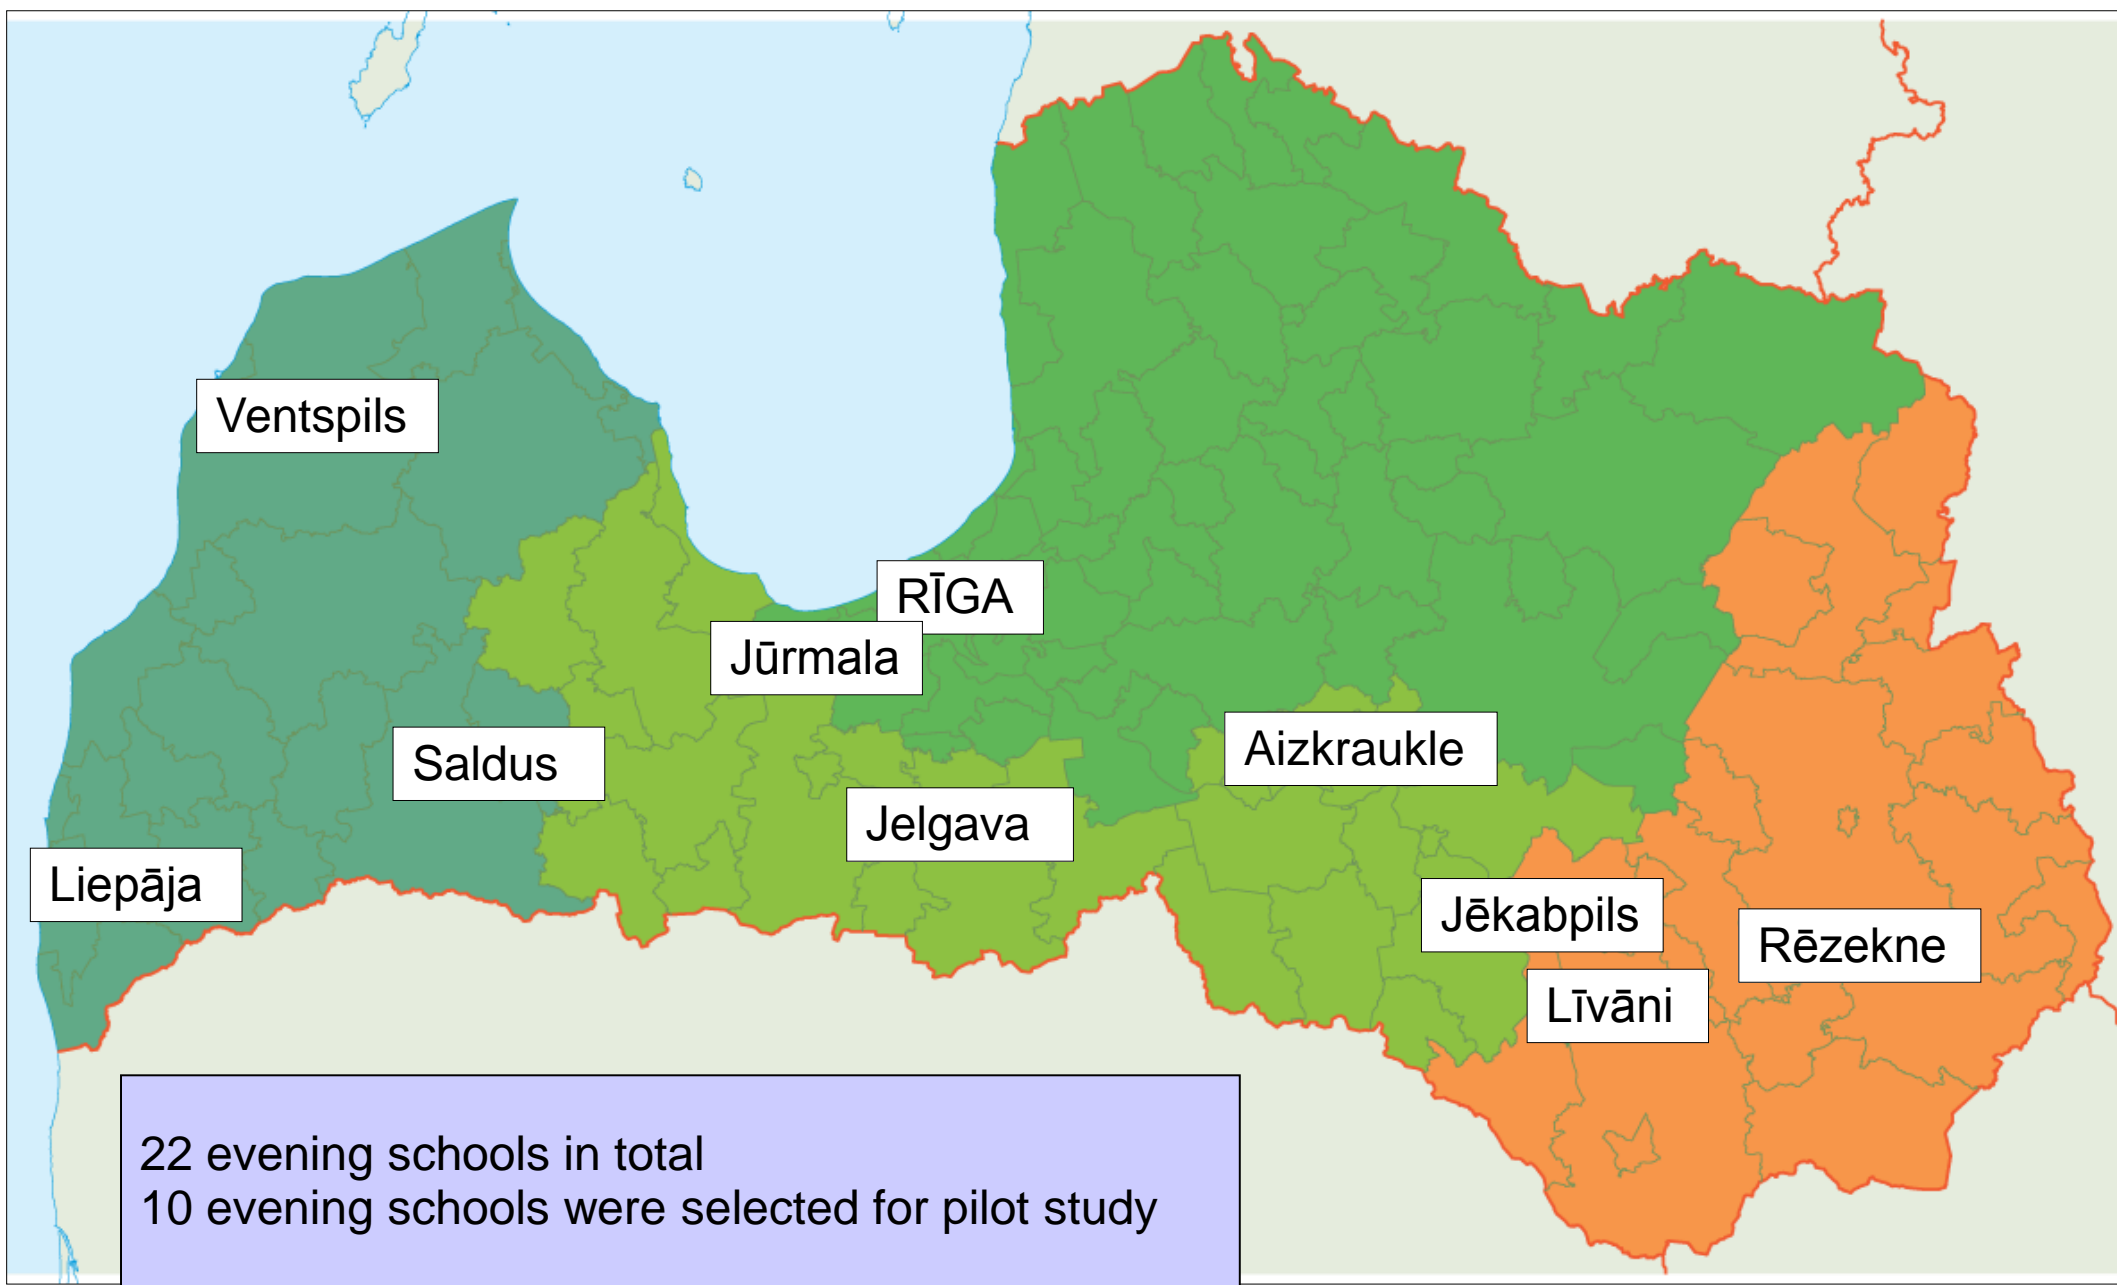 Ventspils
RĪGA
Jūrmala
Saldus
Aizkraukle
Jelgava
Liepāja
Jēkabpils
Rēzekne
Līvāni
22 evening schools in total
10 evening schools were selected for pilot study